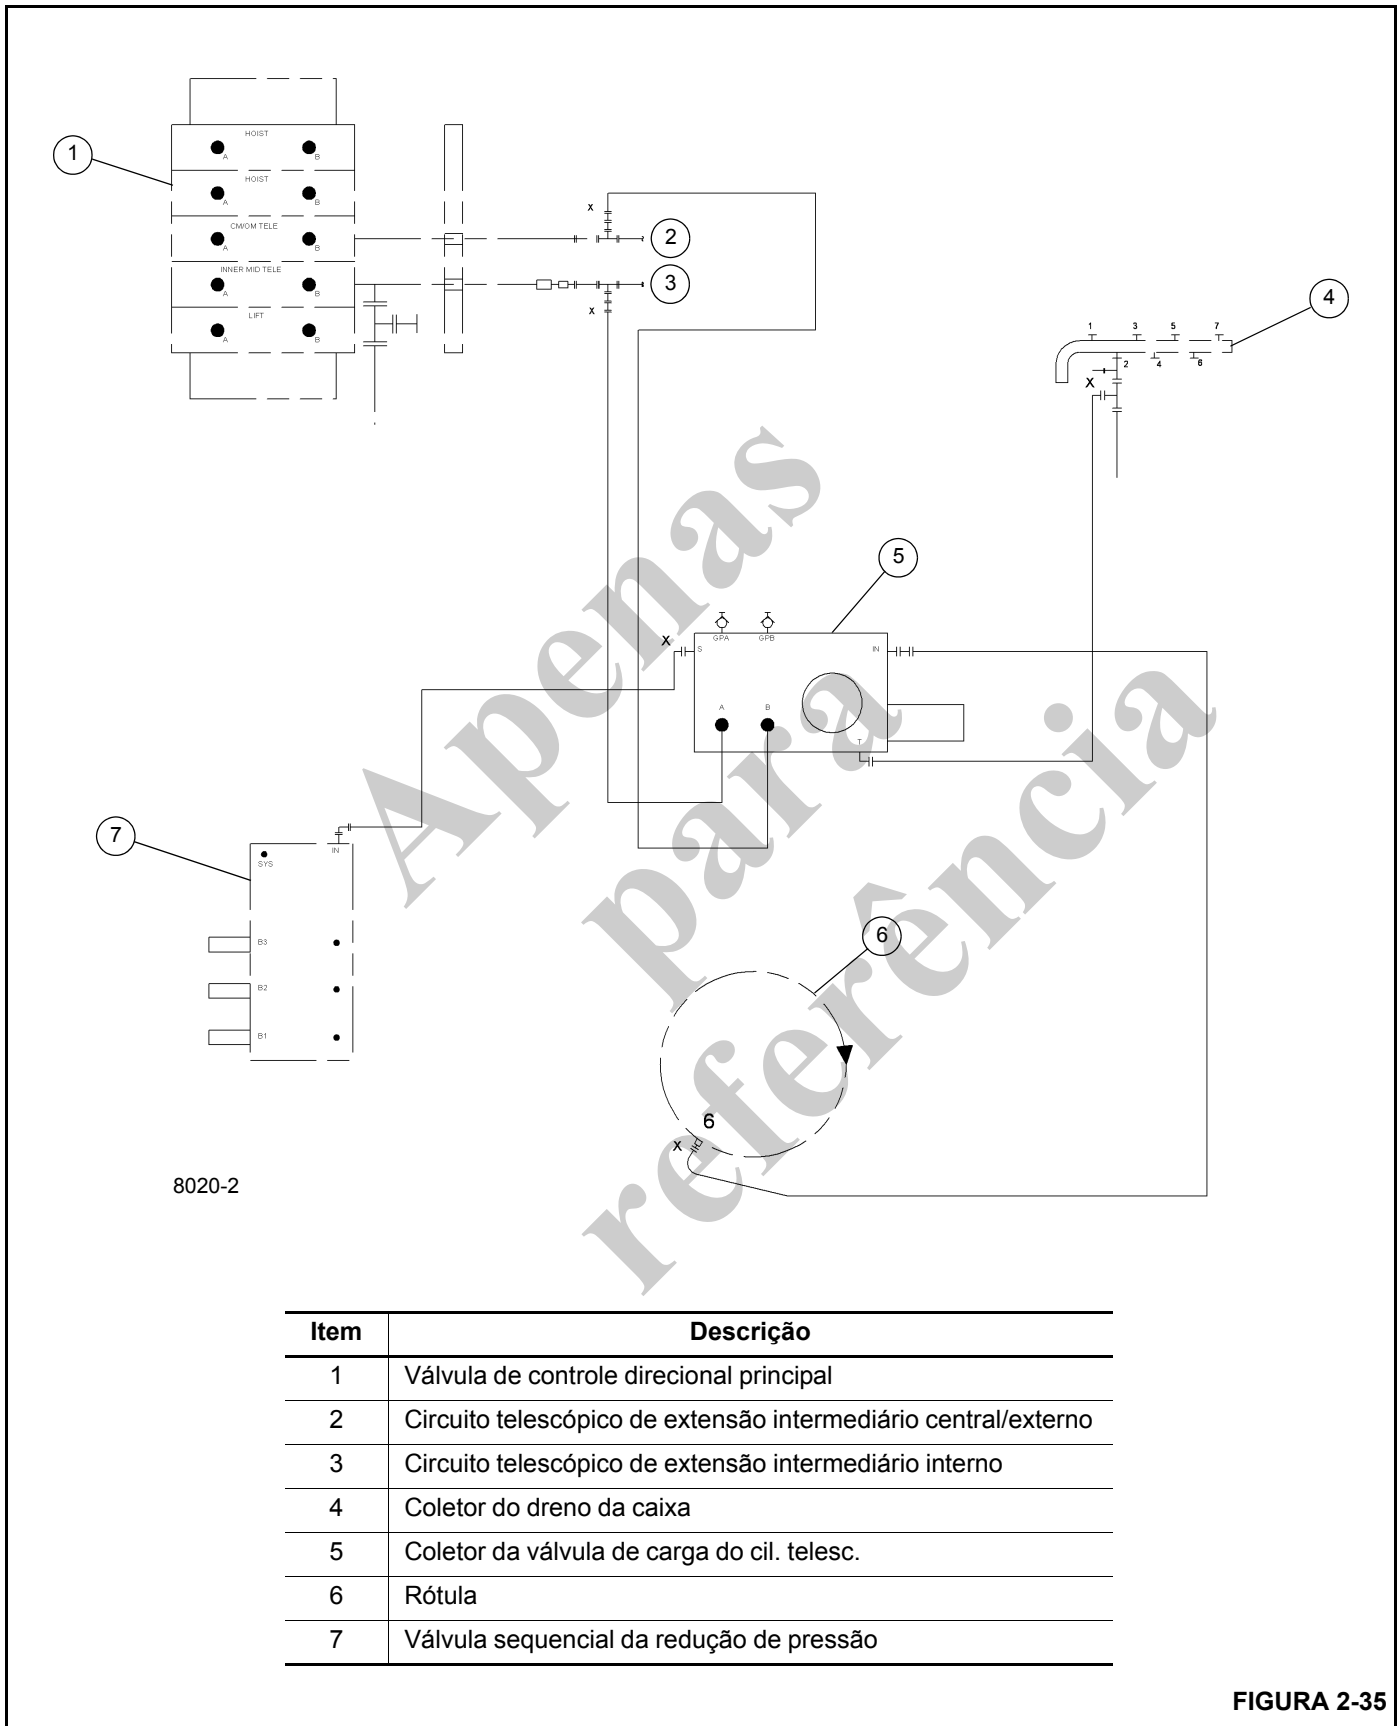 HOIST
A B
1
HOIST
A B
CM/OM TELE
A B
INNER MID TELE
A B
LIFT
A B
X
2
3
X
4
1 3 5 7
2 4 6
X
5
GPA GPB
X
S IN
A B
T
7
IN
SYS
B3
B2
B1
6
6
X
8020-2
Apenas
para
referência
Item Descrição
1 Válvula de controle direcional principal
2 Circuito telescópico de extensão intermediário central/externo
3 Circuito telescópico de extensão intermediário interno
4 Coletor do dreno da caixa
5 Coletor da válvula de carga do cil. telesc.
6 Rótula
7 Válvula sequencial da redução de pressão
FIGURA 2-35